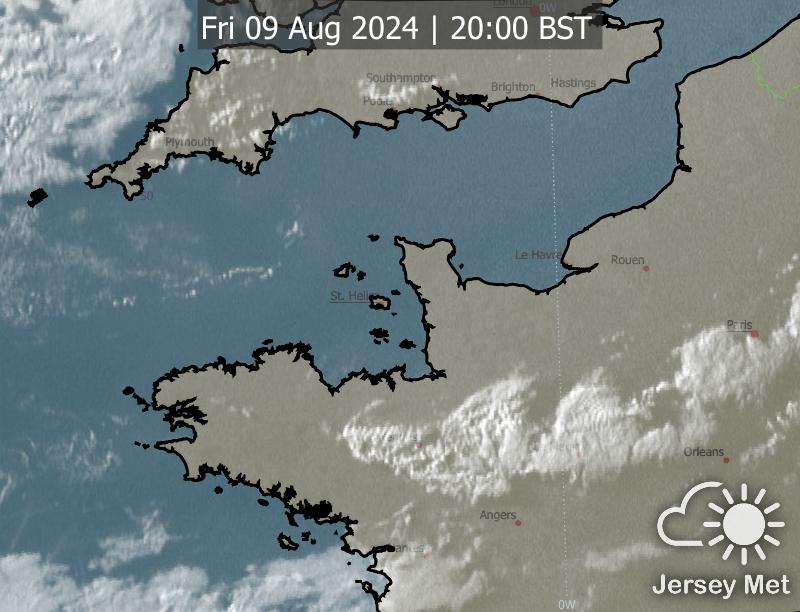 London
0W
Fri 09 Aug 2024 | 20:00 BST
Southampton
Poole
Brighton
Hastings
Plymouth
50
Le Havre
Rouen
St. Helier
Paris
Orleans
Angers
Nantes
Jersey Met
0W